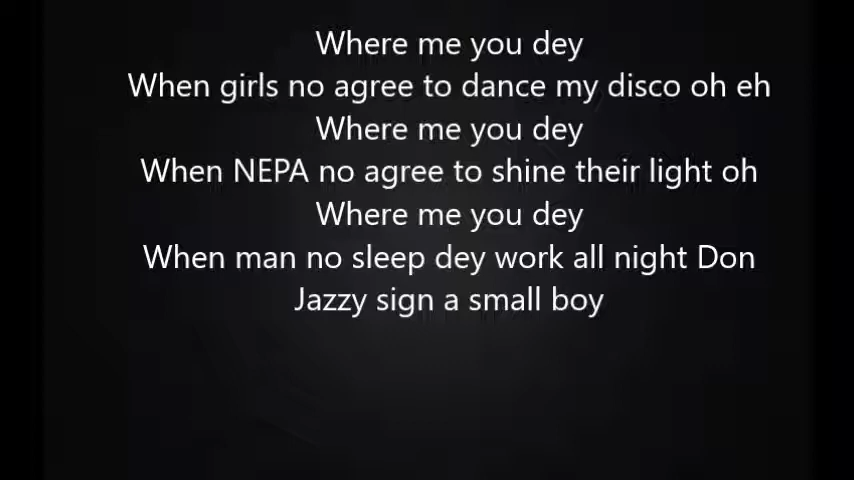 Where me you dey
When girls no agree to dance my disco oh eh
Where me you dey
When NEPA no agree to shine their light oh
Where me you dey
When man no sleep dey work all night Don
Jazzy sign a small boy